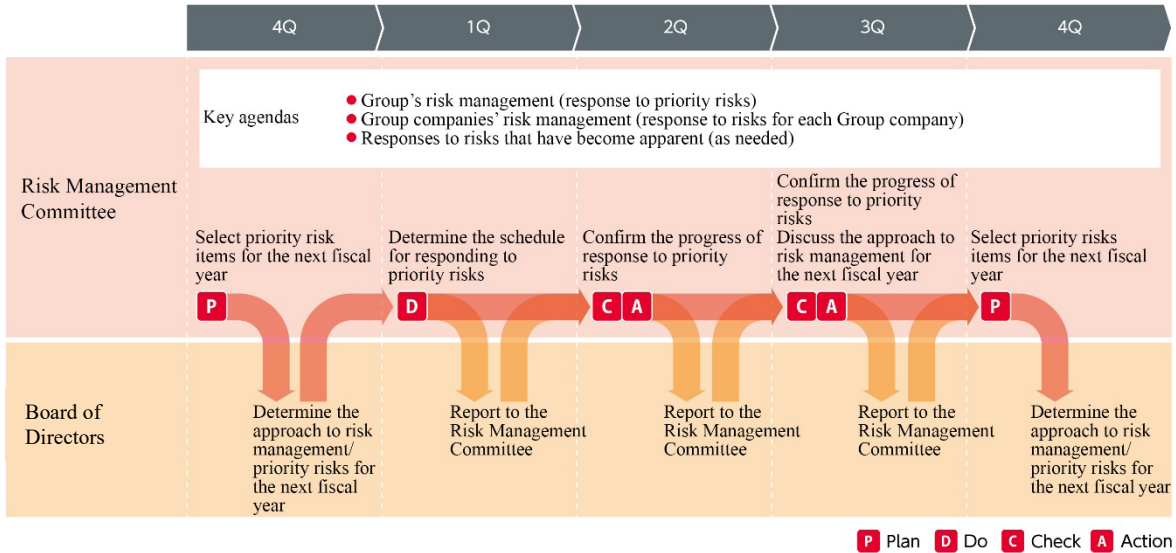 4Q
1Q
2Q
3Q
4Q
Risk Management
Committee
Key agendas
● Group's risk management (response to priority risks)
● Group companies' risk management (response to risks for each Group company)
● Responses to risks that have become apparent (as needed)
Select priority risk
items for the next fiscal
year
Determine the schedule
for responding to
priority risks
Confirm the progress of
response to priority
risks
Confirm the progress of
response to priority
risks
Discuss the approach to
risk management for
the next fiscal year
Select priority risks
items for the next fiscal
year
P
D
C A
C A
P
Board of
Directors
Determine the
approach to risk
management/
priority risks for
the next fiscal
year
Report to the
Risk Management
Committee
Report to the
Risk Management
Committee
Report to the
Risk Management
Committee
Determine the
approach to risk
management/
priority risks for
the next fiscal year
P Plan D Do C Check A Action